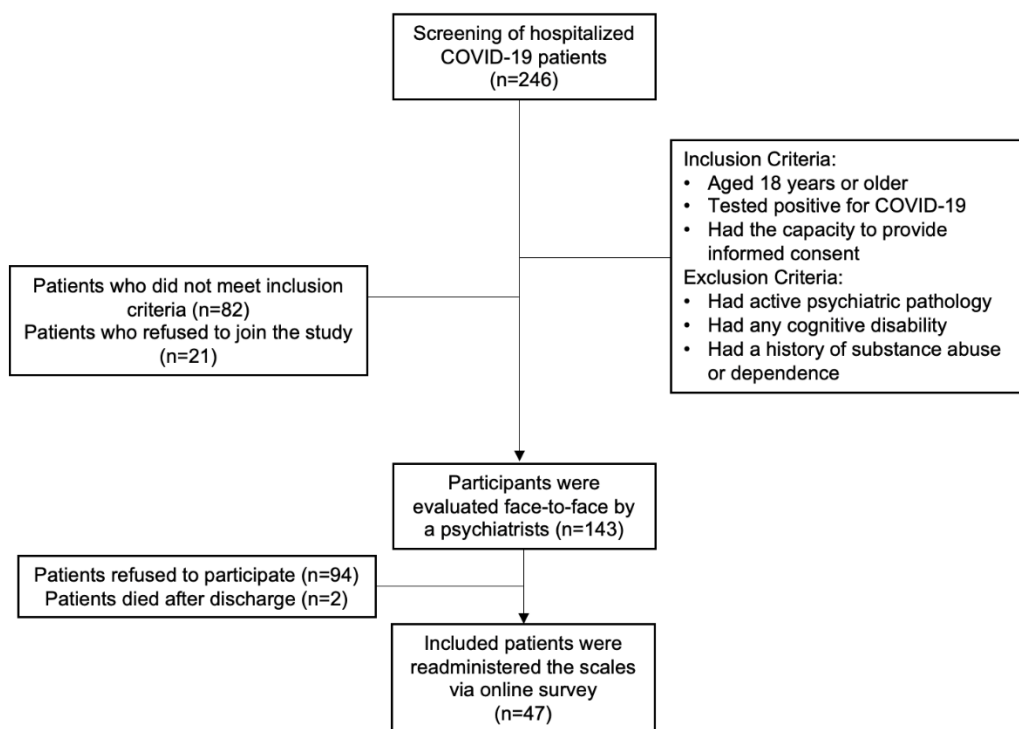 Screening of hospitalized
COVID-19 patients
(n=246)
Inclusion Criteria:
• Aged 18 years or older
• Tested positive for COVID-19
• Had the capacity to provide
informed consent
Exclusion Criteria:
• Had active psychiatric pathology
• Had any cognitive disability
• Had a history of substance abuse
or dependence
Patients who did not meet inclusion
criteria (n=82)
Patients who refused to join the study
(n=21)
Participants were
evaluated face-to-face by
a psychiatrists (n=143)
Patients refused to participate (n=94)
Patients died after discharge (n=2)
Included patients were
readministered the scales
via online survey
(n=47)